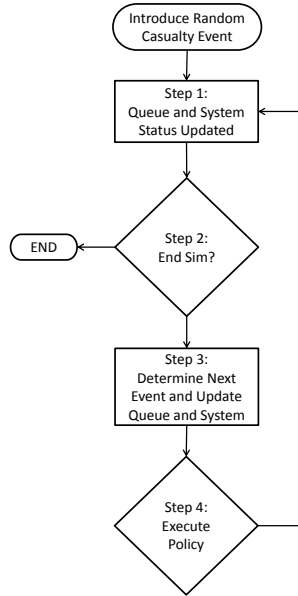 Introduce Random
Casualty Event
Step 1:
Queue and System
Status Updated
Step 2:
End Sim?
END
Step 3:
Determine Next
Event and Update
Queue and System
Step 4:
Execute
Policy